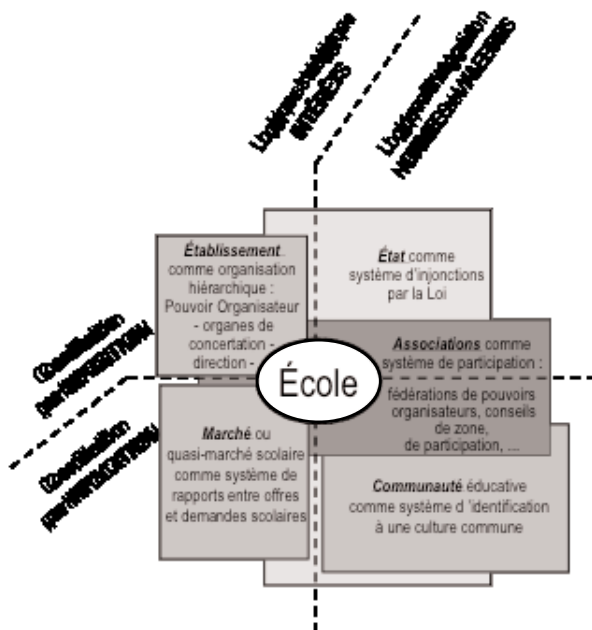 INTÉRÊTS
Établissement
comme organisation
hiérarchique :
Pouvoir Organisateur
- organes de
concertation -
direction -
État comme
système d'injonctions
par la Loi
Associations comme
système de participation :
fédérations de pouvoirs
organisateurs, conseils
de zone,
de participation, ...
École
Marché ou
quasi-marché scolaire
comme système de
rapports entre offres
et demandes scolaires
Communauté éducative
comme système d 'identification
à une culture commune